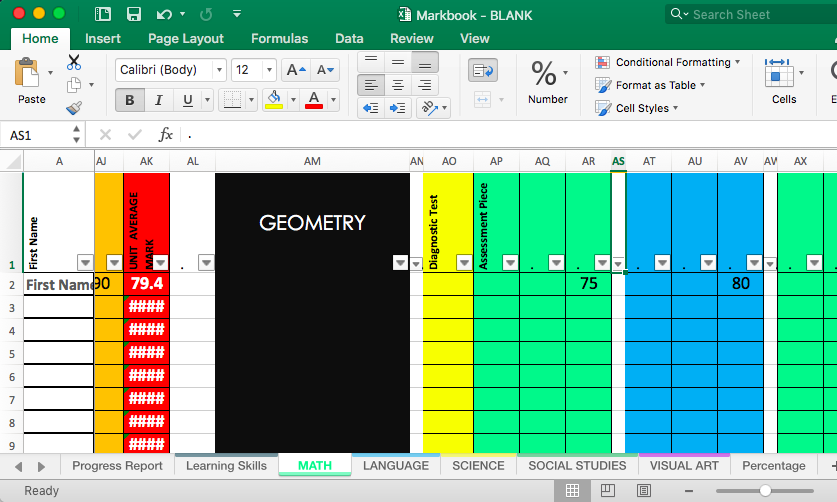 Markbook - BLANK
Search Sheet
Home Insert Page Layout Formulas Data Review View
Paste
Calibri (Body) 12 A A
B I U A
ab
%
Number
Conditional Formatting
Format as Table
Cell Styles
Cells
AS1 fx .
A AJ AK AL AM AN AO AP AQ AR AS AT AU AV AW AX
1 First Name UNIT AVERAGE MARK . GEOMETRY Diagnostic Test Assessment Piece . . . . . .
2 First Name 90 79.4 75 80
3 ####
4 ####
5 ####
6 ####
7 ####
8 ####
9 ####
Progress Report Learning Skills MATH LANGUAGE SCIENCE SOCIAL STUDIES VISUAL ART Percentage +
Ready